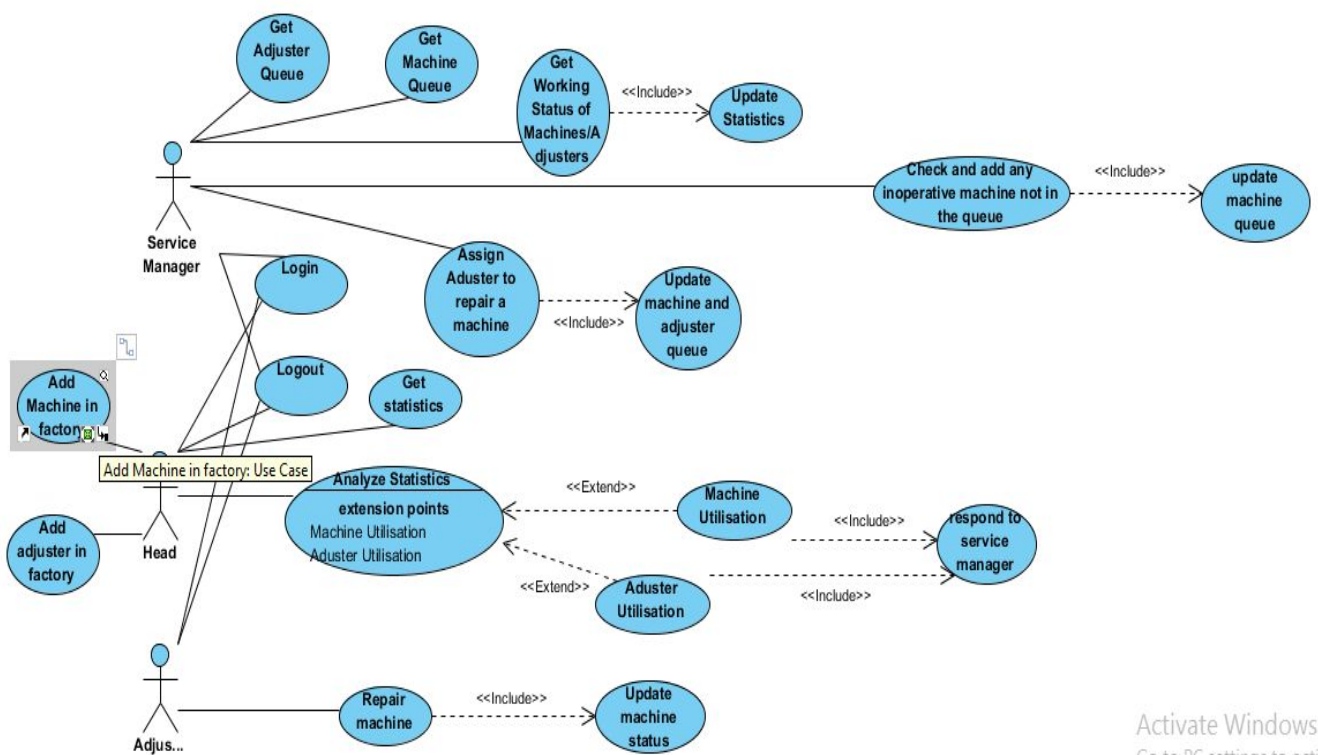 Get
Adjuster
Queue
Get
Machine
Queue
Get
Working
Status of
Machines/A
djusters
<<Include>>
Update
Statistics
Check and add any
inoperative machine not in
the queue
<<Include>>
update
machine
queue
Service
Manager
Login
Assign
Aduster to
repair a
machine
<<Include>>
Update
machine and
adjuster
queue
Logout
Get
statistics
Add
Machine in
factory
Add Machine in factory: Use Case
Head
Add
adjuster in
factory
Analyze Statistics
extension points
Machine Utilisation
Aduster Utilisation
<<Extend>>
Machine
Utilisation
<<Include>>
respond to
service
manager
<<Extend>>
Aduster
Utilisation
<<Include>>
Adjus...
Repair
machine
<<Include>>
Update
machine
status
Activate Windows